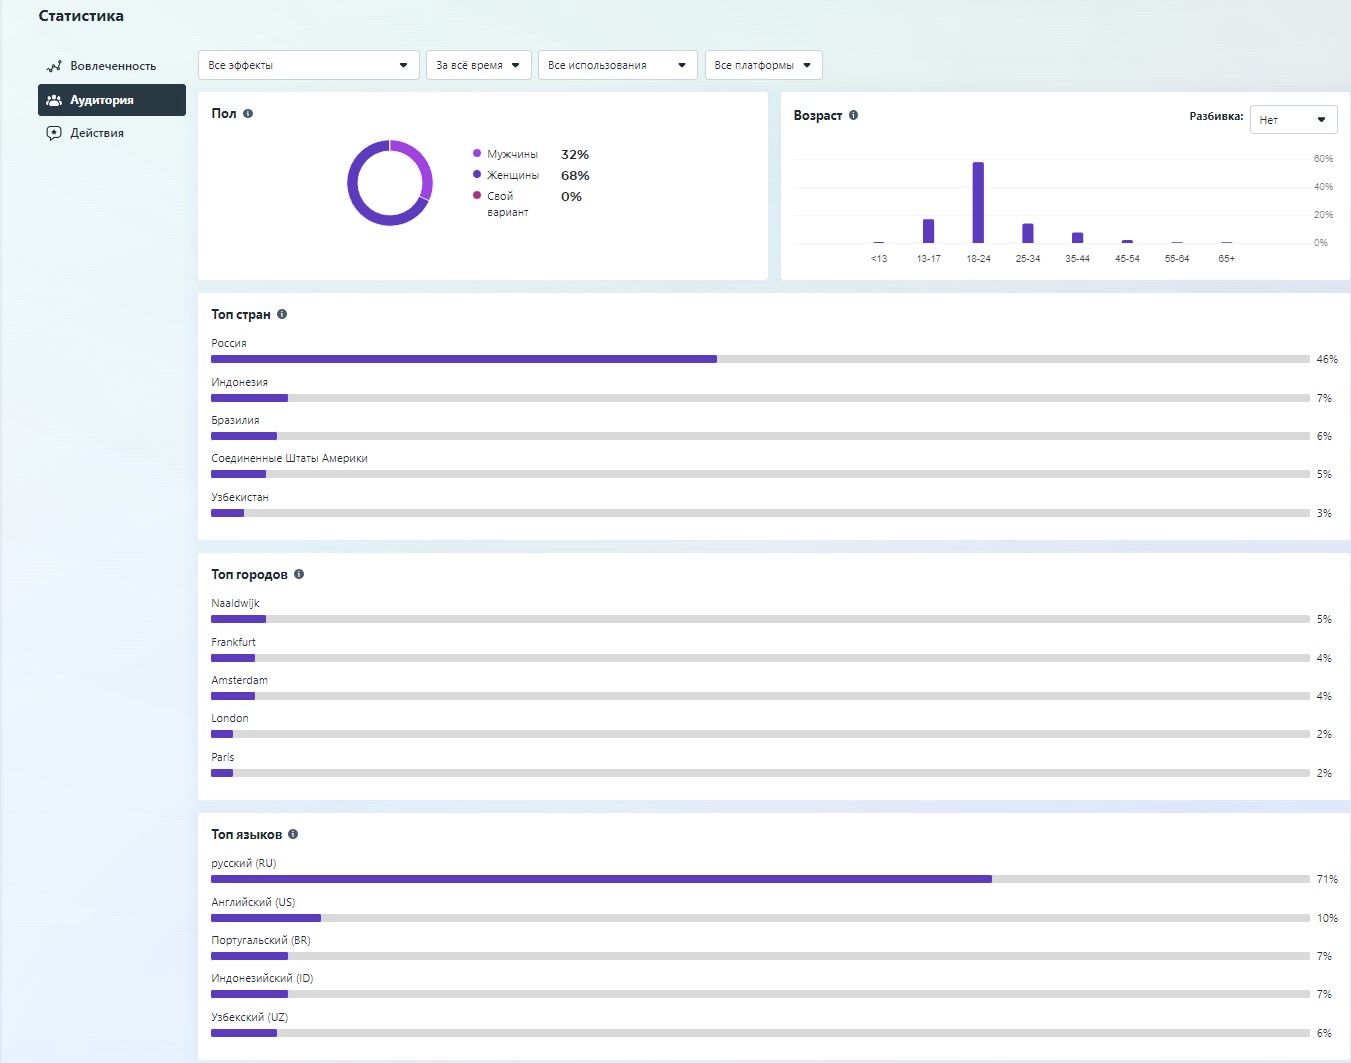 Статистика
Вовлеченность
Аудитория
Действия
Все эффекты
За всё время
Все использования
Все платформы
Пол
Мужчины 32%
Женщины 68%
Свой 0%
вариант
Возраст
Разбивка:
Нет
60%
40%
20%
0%
<13 13-17 18-24 25-34 35-44 45-54 55-64 65+
Топ стран
Россия
46%
Индонезия
7%
Бразилия
6%
Соединенные Штаты Америки
5%
Узбекистан
3%
Топ городов
Naaldwijk
5%
Frankfurt
4%
Amsterdam
4%
London
2%
Paris
2%
Топ языков
русский (RU)
71%
Английский (US)
10%
Португальский (BR)
7%
Индонезийский (ID)
7%
Узбекский (UZ)
6%